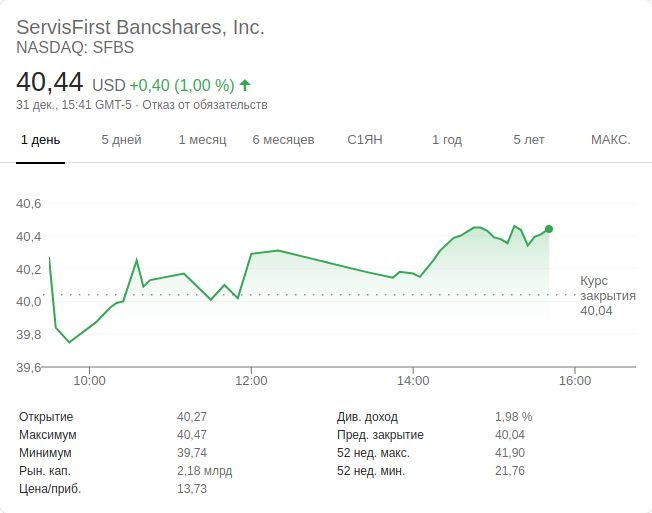 ServisFirst Bancshares, Inc.
NASDAQ: SFBS
40,44 USD +0,40 (1,00 %)
31 дек., 15:41 GMT-5 · Отказ от обязательств
1 день 5 дней 1 месяц 6 месяцев С1ЯН 1 год 5 лет МАКС.
40,6
40,4
40,2
40,0
39,8
39,6
Курс
закрытия
40,04
10:00 12:00 14:00 16:00
Открытие 40,27 Див. доход 1,98 %
Максимум 40,47 Пред. закрытие 40,04
Минимум 39,74 52 нед. макс. 41,90
Рын. кап. 2,18 млрд 52 нед. мин. 21,76
Цена/приб. 13,73